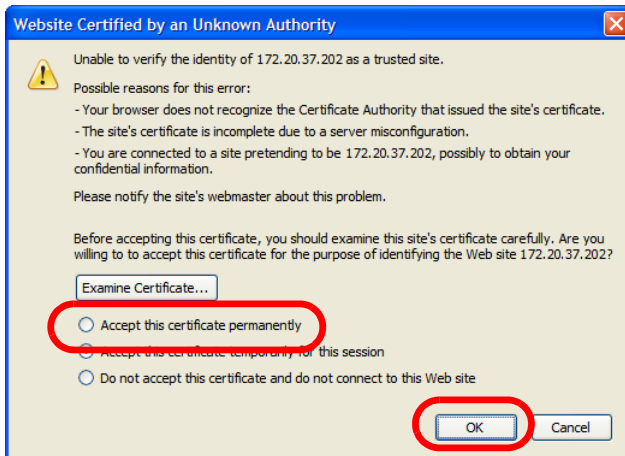 Website Certified by an Unknown Authority
Unable to verify the identity of 172.20.37.202 as a trusted site.
Possible reasons for this error:
- Your browser does not recognize the Certificate Authority that issued the site's certificate.
- The site's certificate is incomplete due to a server misconfiguration.
- You are connected to a site pretending to be 172.20.37.202, possibly to obtain your
confidential information.
Please notify the site's webmaster about this problem.
Before accepting this certificate, you should examine this site's certificate carefully. Are you
willing to to accept this certificate for the purpose of identifying the Web site 172.20.37.202?
Examine Certificate...
Accept this certificate permanently
Accept this certificate temporarily for this session
Do not accept this certificate and do not connect to this Web site
OK
Cancel